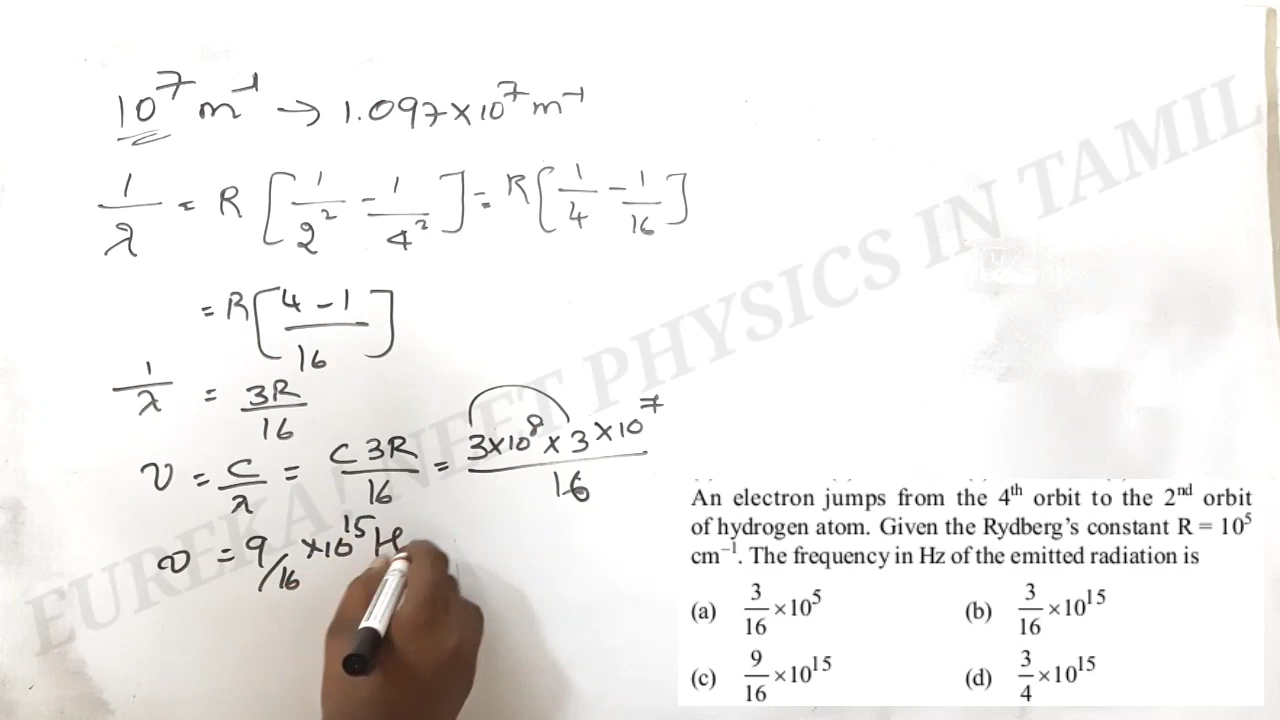 10⁷ m⁻¹ → 1.097×10⁷ m⁻¹
1/λ = R [1/2² - 1/4²] = R[1/4 - 1/16]
= R[(4 - 1)/16]
1/λ = 3R/16
ν = C/λ = C 3R/16 = 3×10⁸ × 3 ×10⁷/16
ν = 9/16 ×10¹⁵ H
EUREKA! NEET PHYSICS IN TAMIL
An electron jumps from the 4th orbit to the 2nd orbit
of hydrogen atom. Given the Rydberg's constant R = 10⁵
cm⁻¹. The frequency in Hz of the emitted radiation is
(a) 3/16 ×10⁵ (b) 3/16 ×10¹⁵
(c) 9/16 ×10¹⁵ (d) 3/4 ×10¹⁵